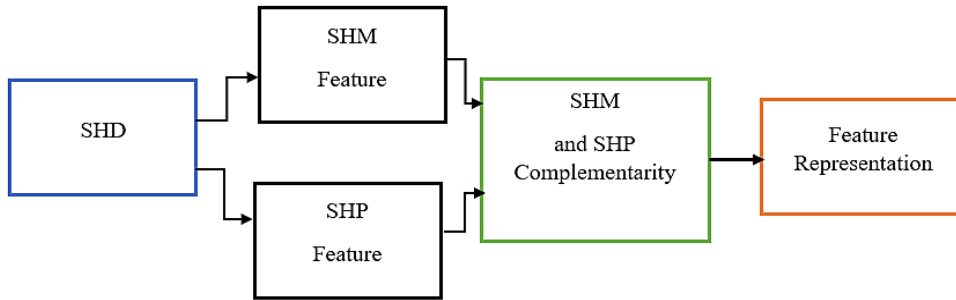 SHD
SHM
Feature
SHP
Feature
SHM
and SHP
Complementarity
Feature
Representation